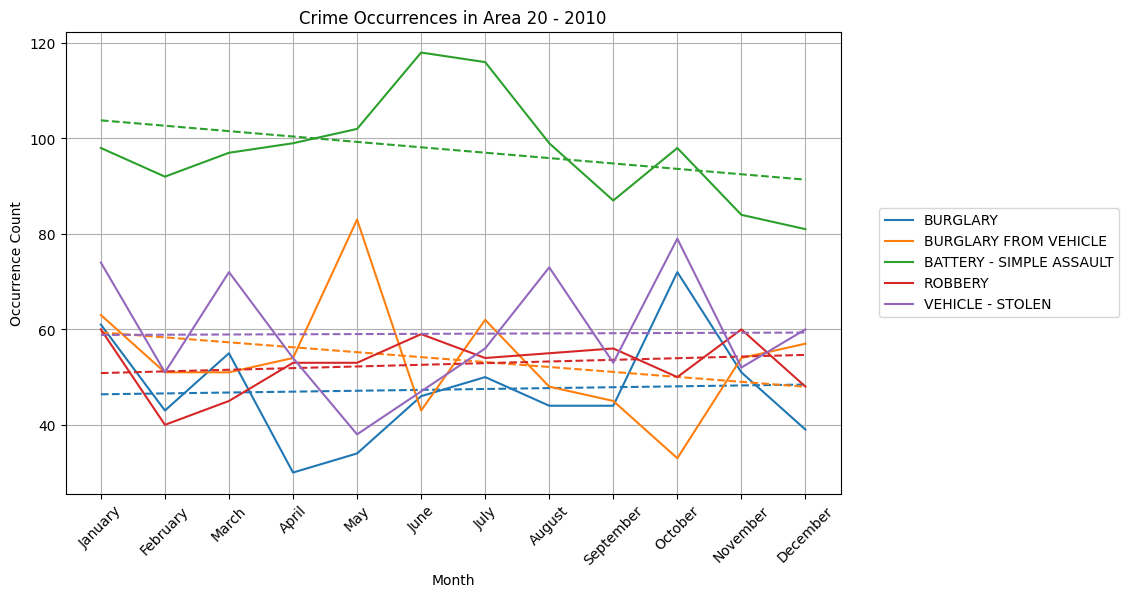 Crime Occurrences in Area 20 - 2010
Occurrence Count
120
100
80
60
40
January
February
March
April
May
June
July
August
September
October
November
December
Month
BURGLARY
BURGLARY FROM VEHICLE
BATTERY - SIMPLE ASSAULT
ROBBERY
VEHICLE - STOLEN